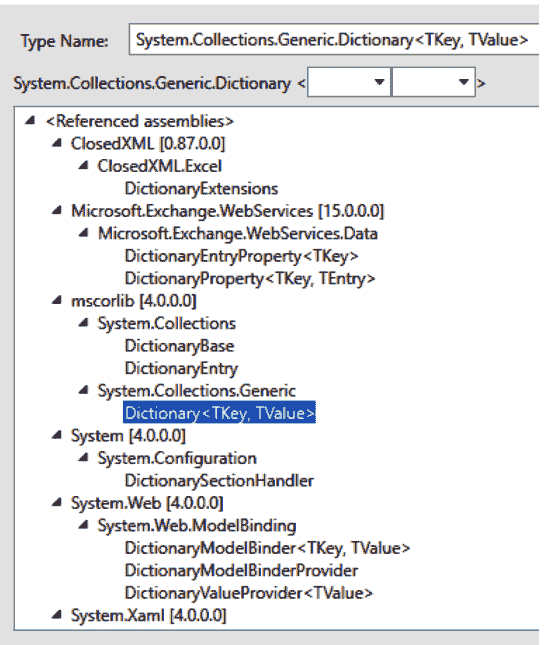 Type Name: System.Collections.Generic.Dictionary<TKey, TValue>
System.Collections.Generic.Dictionary < >
<Referenced assemblies>
ClosedXML [0.87.0.0]
ClosedXML.Excel
DictionaryExtensions
Microsoft.Exchange.WebServices [15.0.0.0]
Microsoft.Exchange.WebServices.Data
DictionaryEntryProperty<TKey>
DictionaryProperty<TKey, TEntry>
mscorlib [4.0.0.0]
System.Collections
DictionaryBase
DictionaryEntry
System.Collections.Generic
Dictionary<TKey, TValue>
System [4.0.0.0]
System.Configuration
DictionarySectionHandler
System.Web [4.0.0.0]
System.Web.ModelBinding
DictionaryModelBinder<TKey, TValue>
DictionaryModelBinderProvider
DictionaryValueProvider<TValue>
System.Xaml [4.0.0.0]